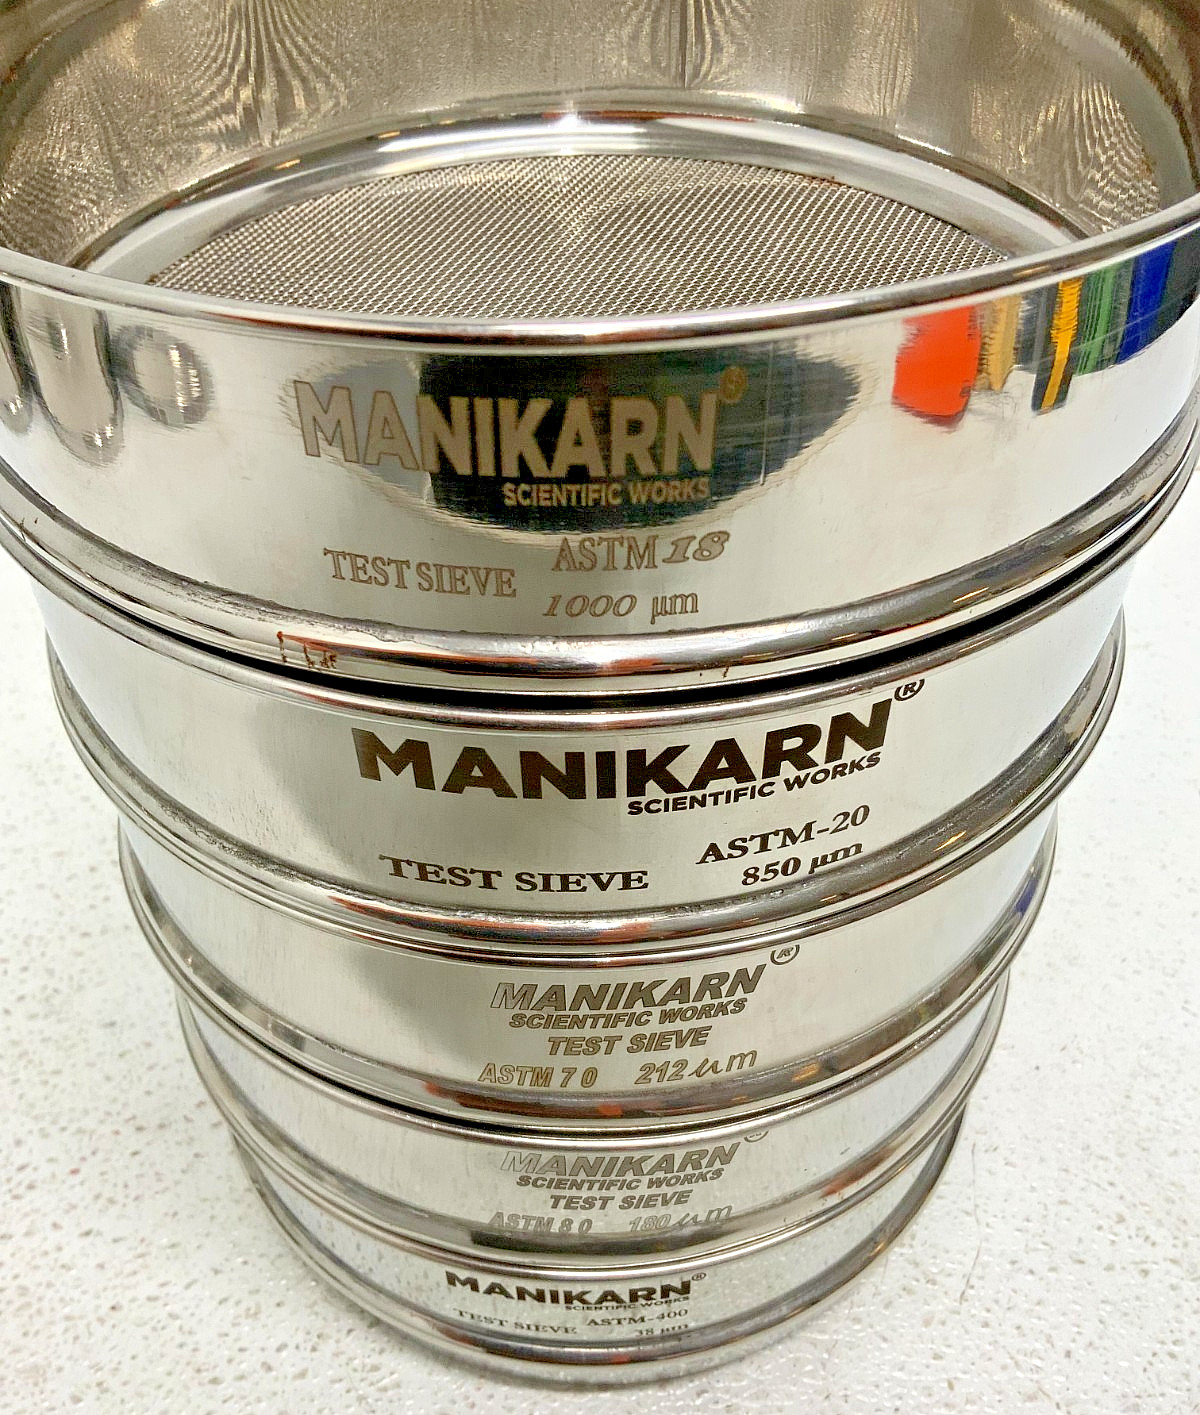 MANIKARN®
SCIENTIFIC WORKS
TEST SIEVE ASTM 18
1000 µm
MANIKARN®
SCIENTIFIC WORKS
TEST SIEVE ASTM-20
850 µm
MANIKARN®
SCIENTIFIC WORKS
TEST SIEVE
ASTM 70 212 µm
MANIKARN®
SCIENTIFIC WORKS
TEST SIEVE
ASTM 80 180 µm
MANIKARN®
SCIENTIFIC WORKS
TEST SIEVE ASTM-400
38 µm